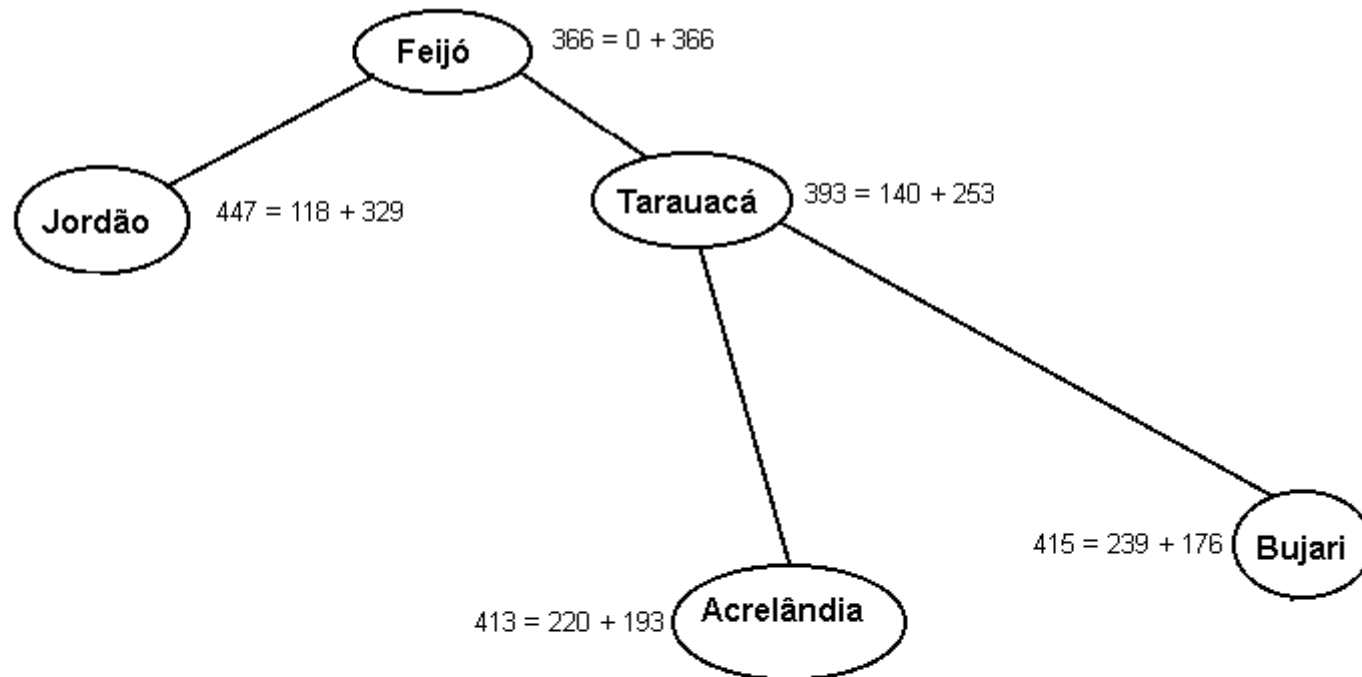 Feijó
366 = 0 + 366
Jordão
447 = 118 + 329
Tarauacá
393 = 140 + 253
415 = 239 + 176
Bujari
413 = 220 + 193
Acrelândia